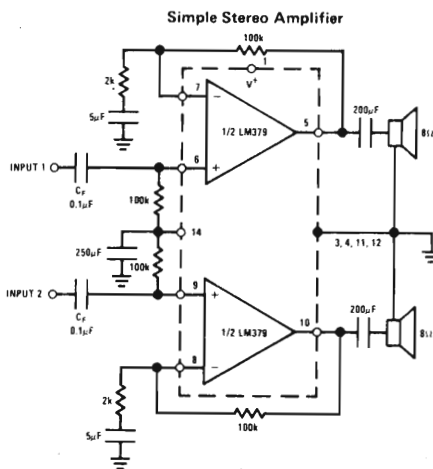 Simple Stereo Amplifier
100k
1
V+
2k
7
−
5μF
1/2 LM379
5
200μF
8Ω
INPUT 1
6
+
CF
0.1μF
100k
14
3, 4, 11, 12
250μF
100k
INPUT 2
9
+
200μF
CF
0.1μF
1/2 LM379
10
8Ω
8
−
2k
100k
5μF